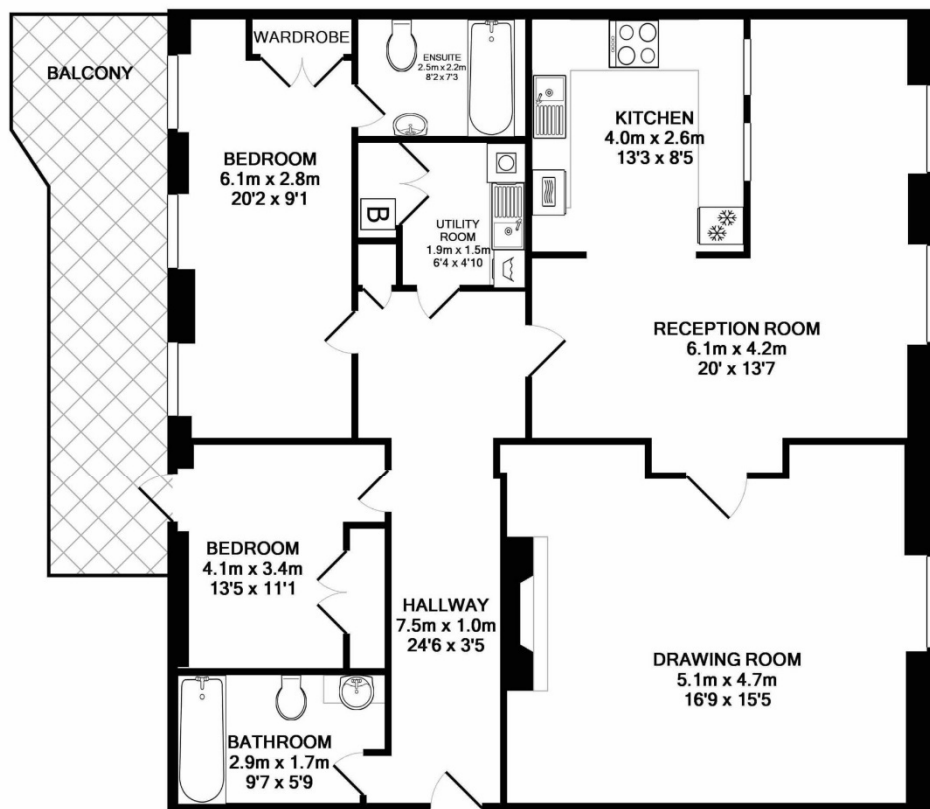 BALCONY
WARDROBE
ENSUITE
2.5m x 2.2m
8'2 x 7'3
KITCHEN
4.0m x 2.6m
13'3 x 8'5
BEDROOM
6.1m x 2.8m
20'2 x 9'1
B
UTILITY
ROOM
1.9m x 1.5m
6'4 x 4'10
RECEPTION ROOM
6.1m x 4.2m
20' x 13'7
BEDROOM
4.1m x 3.4m
13'5 x 11'1
HALLWAY
7.5m x 1.0m
24'6 x 3'5
DRAWING ROOM
5.1m x 4.7m
16'9 x 15'5
BATHROOM
2.9m x 1.7m
9'7 x 5'9